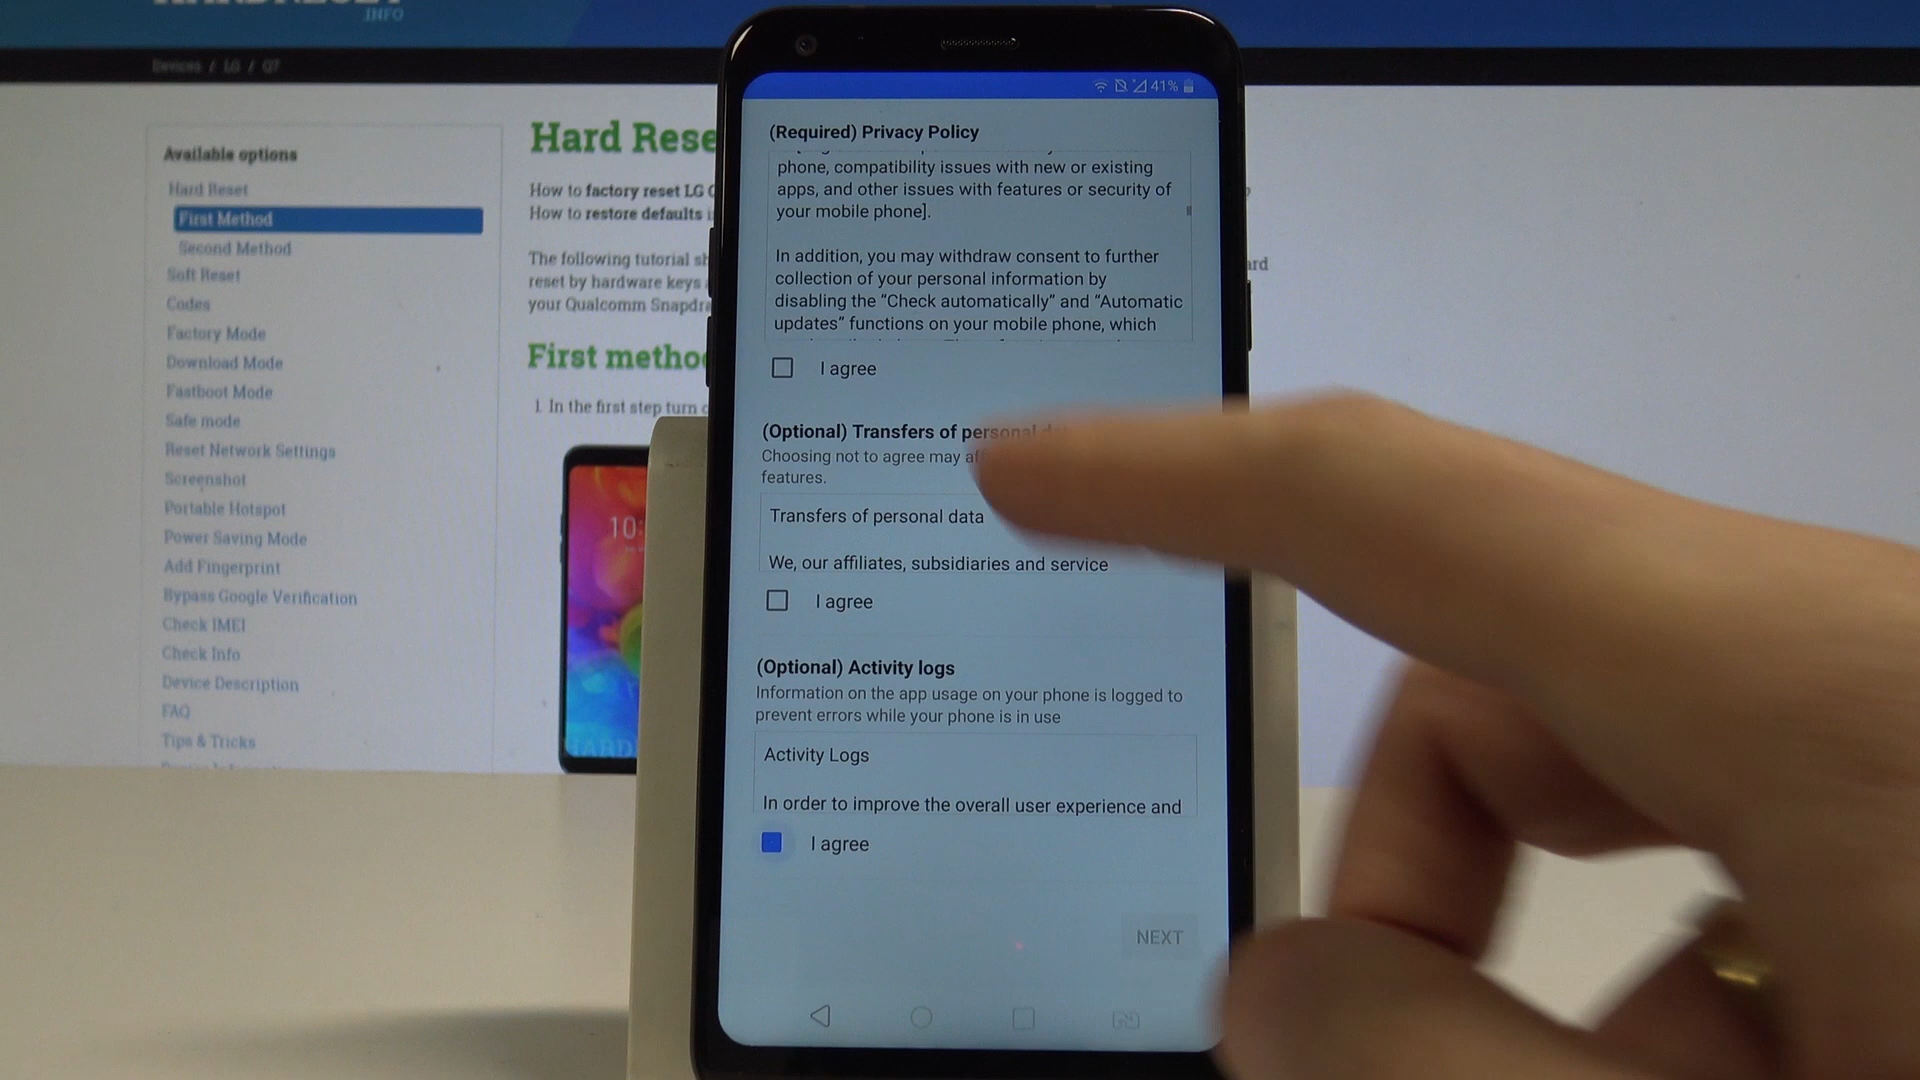 .INFO
Devices / LG / Q7
Available options
Hard Reset
First Method
Second Method
Soft Reset
Codes
Factory Mode
Download Mode
Fastboot Mode
Safe mode
Reset Network Settings
Screenshot
Portable Hotspot
Power Saving Mode
Add Fingerprint
Bypass Google Verification
Check IMEI
Check Info
Device Description
FAQ
Tips & Tricks
Hard Rese
How to factory reset LG
How to restore defaults
The following tutorial
reset by hardware keys
your Qualcomm Snapdra
First metho
1. In the first step turn
10:
41%
(Required) Privacy Policy
phone, compatibility issues with new or existing
apps, and other issues with features or security of
your mobile phone].
In addition, you may withdraw consent to further
collection of your personal information by
disabling the “Check automatically” and “Automatic
updates” functions on your mobile phone, which
I agree
(Optional) Transfers of personal
Choosing not to agree may
features.
Transfers of personal data
We, our affiliates, subsidiaries and service
I agree
(Optional) Activity logs
Information on the app usage on your phone is logged to
prevent errors while your phone is in use
Activity Logs
In order to improve the overall user experience and
I agree
NEXT